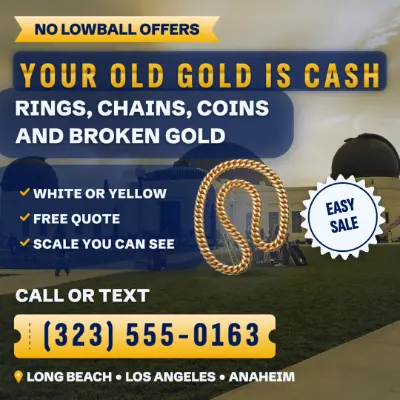 NO LOWBALL OFFERS
YOUR OLD GOLD IS CASH
RINGS, CHAINS, COINS
AND BROKEN GOLD
WHITE OR YELLOW
FREE QUOTE
SCALE YOU CAN SEE
EASY
SALE
CALL OR TEXT
(323) 555-0163
LONG BEACH • LOS ANGELES • ANAHEIM